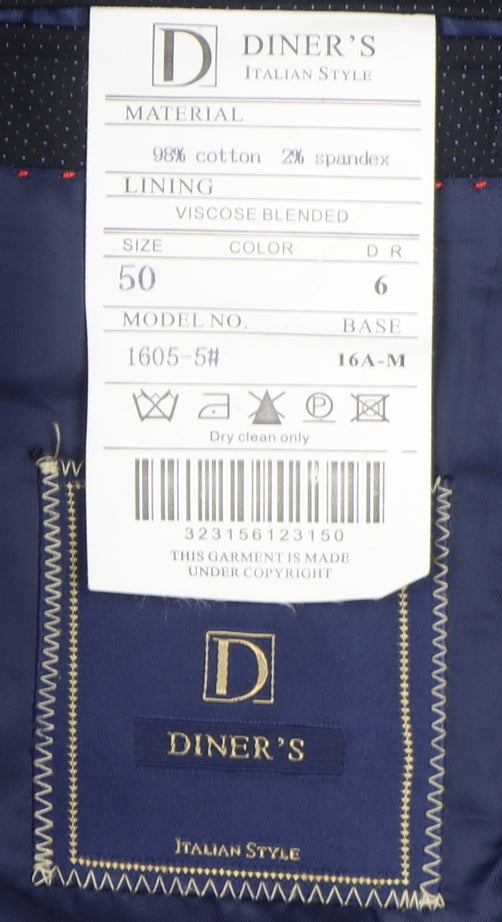 D DINER'S
ITALIAN STYLE
MATERIAL
98% cotton 2% spandex
LINING
VISCOSE BLENDED
SIZE COLOR D R
50 6
MODEL NO. BASE
1605-5# 16A-M
P
Dry clean only
323156123150
THIS GARMENT IS MADE
UNDER COPYRIGHT
D
DINER'S
ITALIAN STYLE